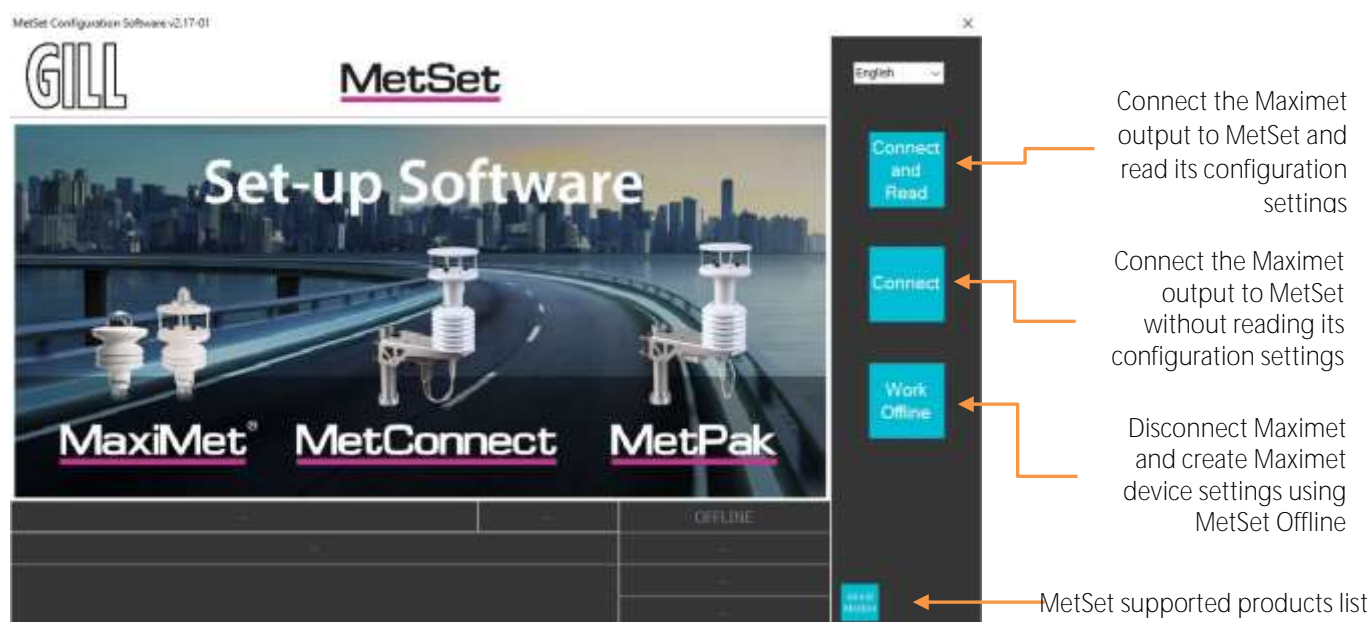 MetSet Configuration Software v2.17-01
GILL
MetSet
English
Set-up Software
MaxiMet®
MetConnect
MetPak
OFFLINE
Connect
and
Read
Connect
Work
Offline
Connect the Maximet
output to MetSet and
read its configuration
settings
Connect the Maximet
output to MetSet
without reading its
configuration settings
Disconnect Maximet
and create Maximet
device settings using
MetSet Offline
MetSet supported products list